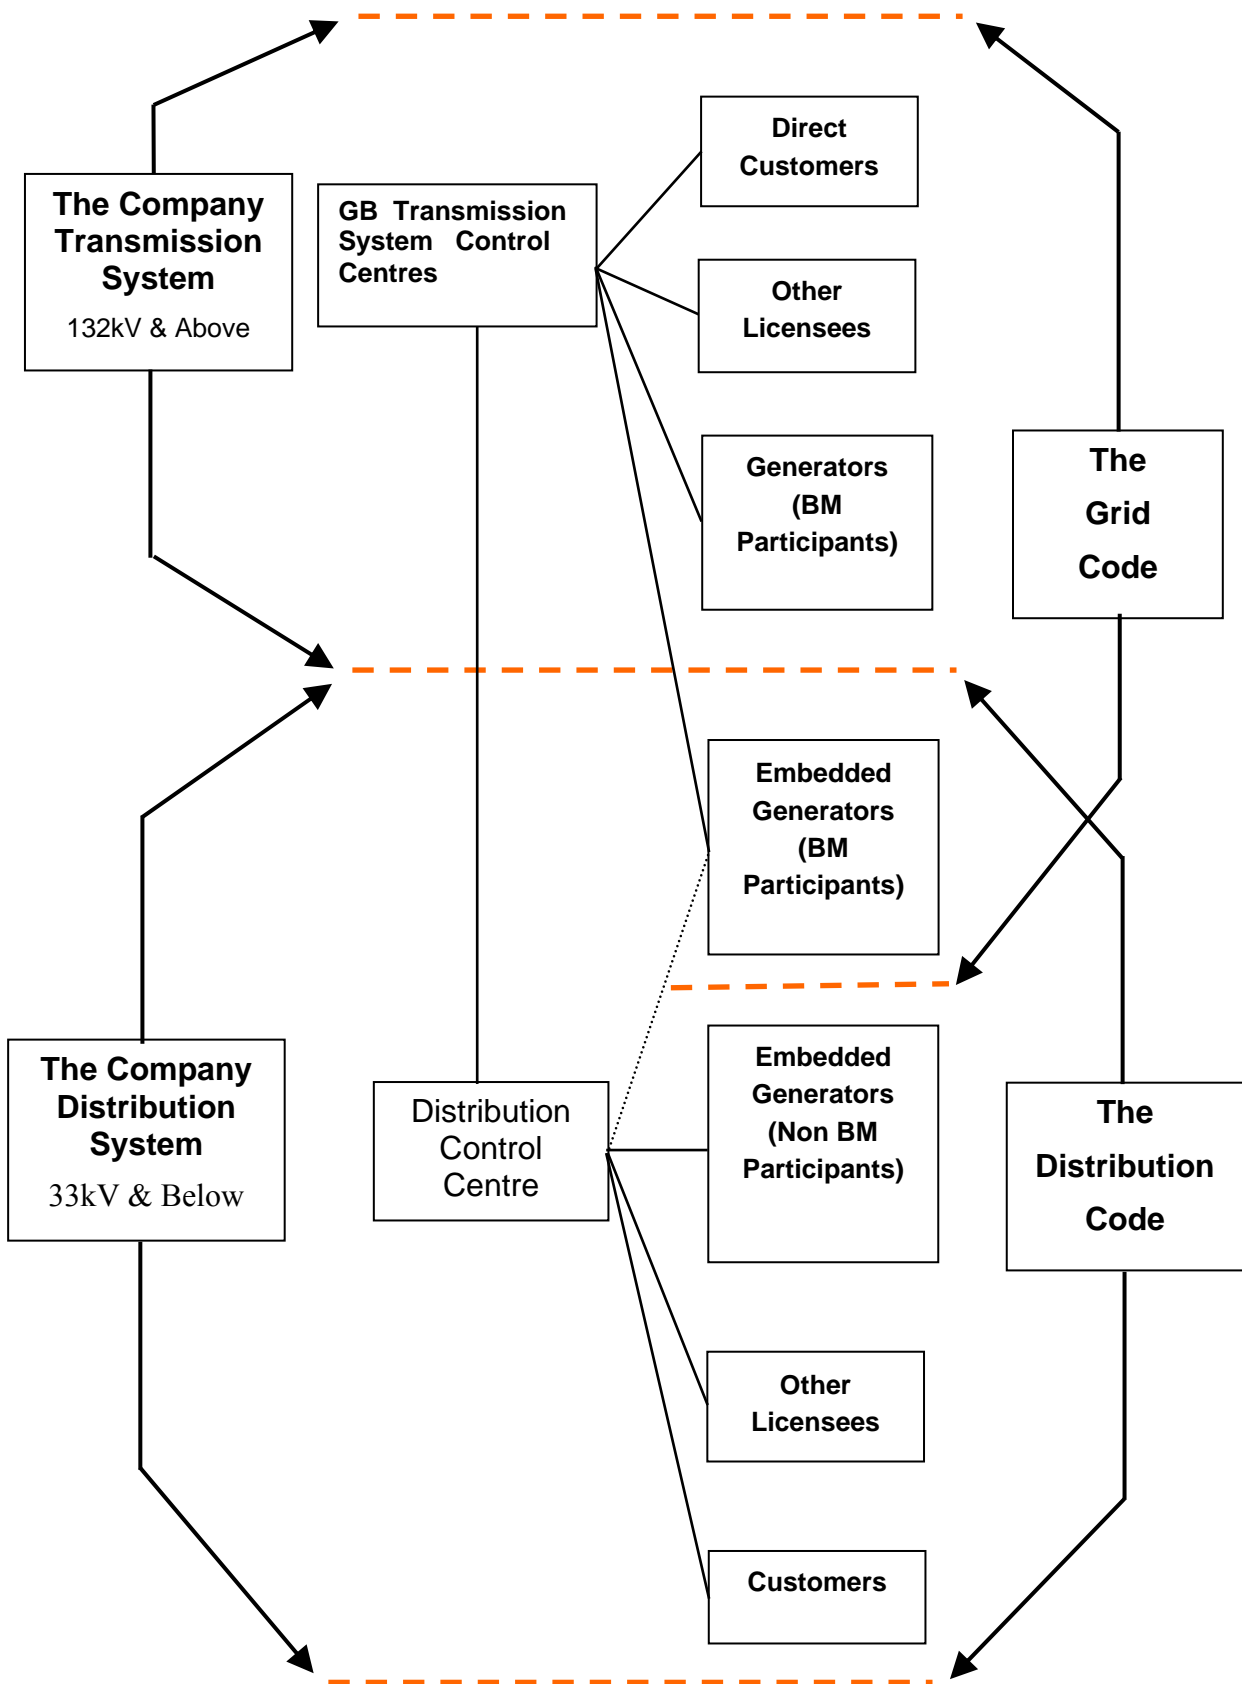 Direct
Customers
The Company
Transmission
System
132kV & Above
GB Transmission
System Control
Centres
Other
Licensees
Generators
(BM
Participants)
The
Grid
Code
Embedded
Generators
(BM
Participants)
The Company
Distribution
System
33kV & Below
Distribution
Control
Centre
Embedded
Generators
(Non BM
Participants)
The
Distribution
Code
Other
Licensees
Customers